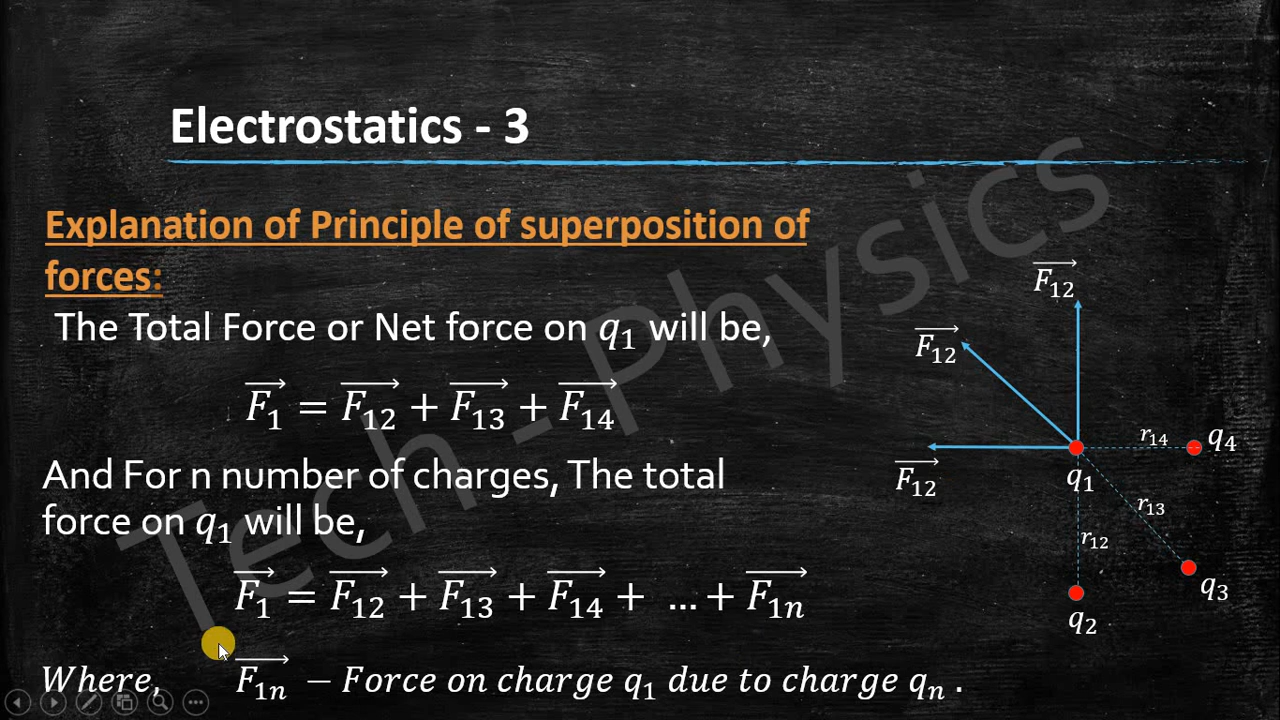 Electrostatics - 3
Explanation of Principle of superposition of
forces:
The Total Force or Net force on q₁ will be,
F₁⃗ = F₁₂⃗ + F₁₃⃗ + F₁₄⃗
And For n number of charges, The total
force on q₁ will be,
F₁⃗ = F₁₂⃗ + F₁₃⃗ + F₁₄⃗ + ... + F₁ₙ⃗
Where, F₁ₙ⃗ − Force on charge q₁ due to charge qₙ .
F₁₂⃗
F₁₂⃗
F₁₂⃗
r₁₄
q₄
q₁
r₁₃
r₁₂
q₃
q₂
Tech - Physics